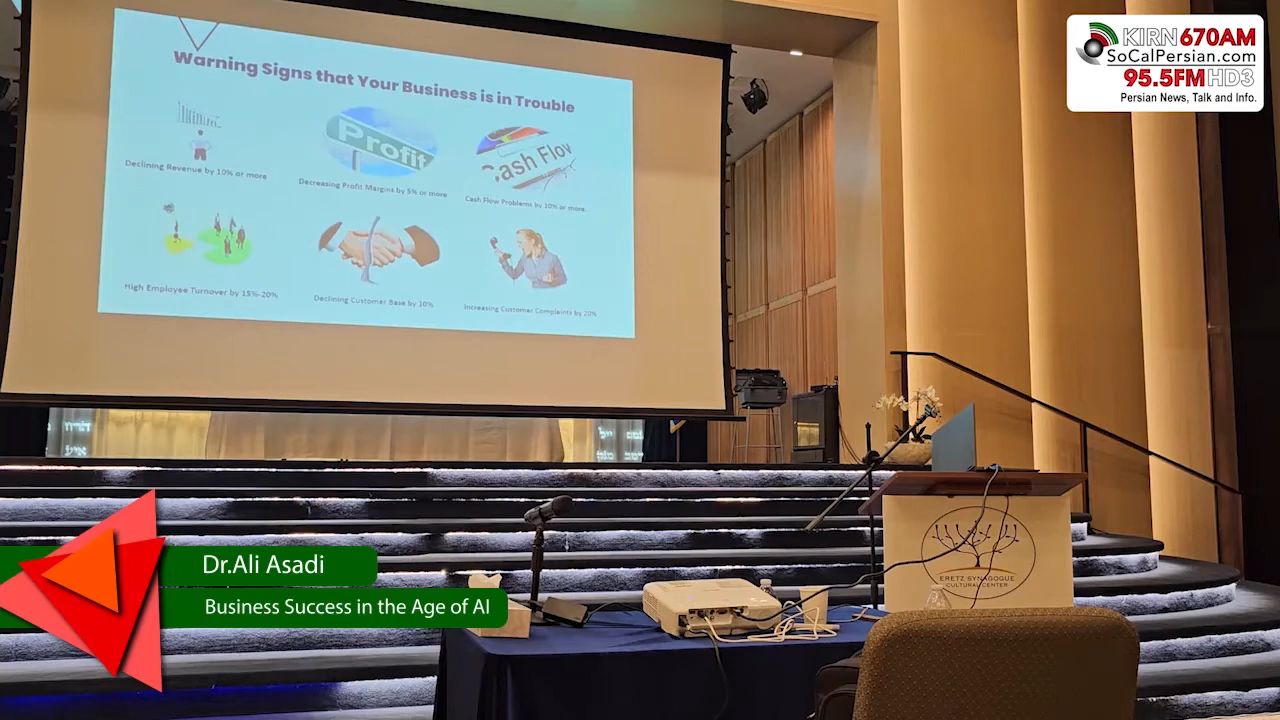 KIRN 670AM
SoCalPersian.com
95.5FM HD3
Persian News, Talk and Info.
Warning Signs that Your Business is in Trouble
Profit
Cash Flow
Declining Revenue by 10% or more
Decreasing Profit Margins by 5% or more
Cash Flow Problems by 10% or more.
High Employee Turnover by 15%-20%
Declining Customer Base by 10%
Increasing Customer Complaints by 20%
ERETZ SYNAGOGUE
CULTURAL CENTER
Dr.Ali Asadi
Business Success in the Age of AI